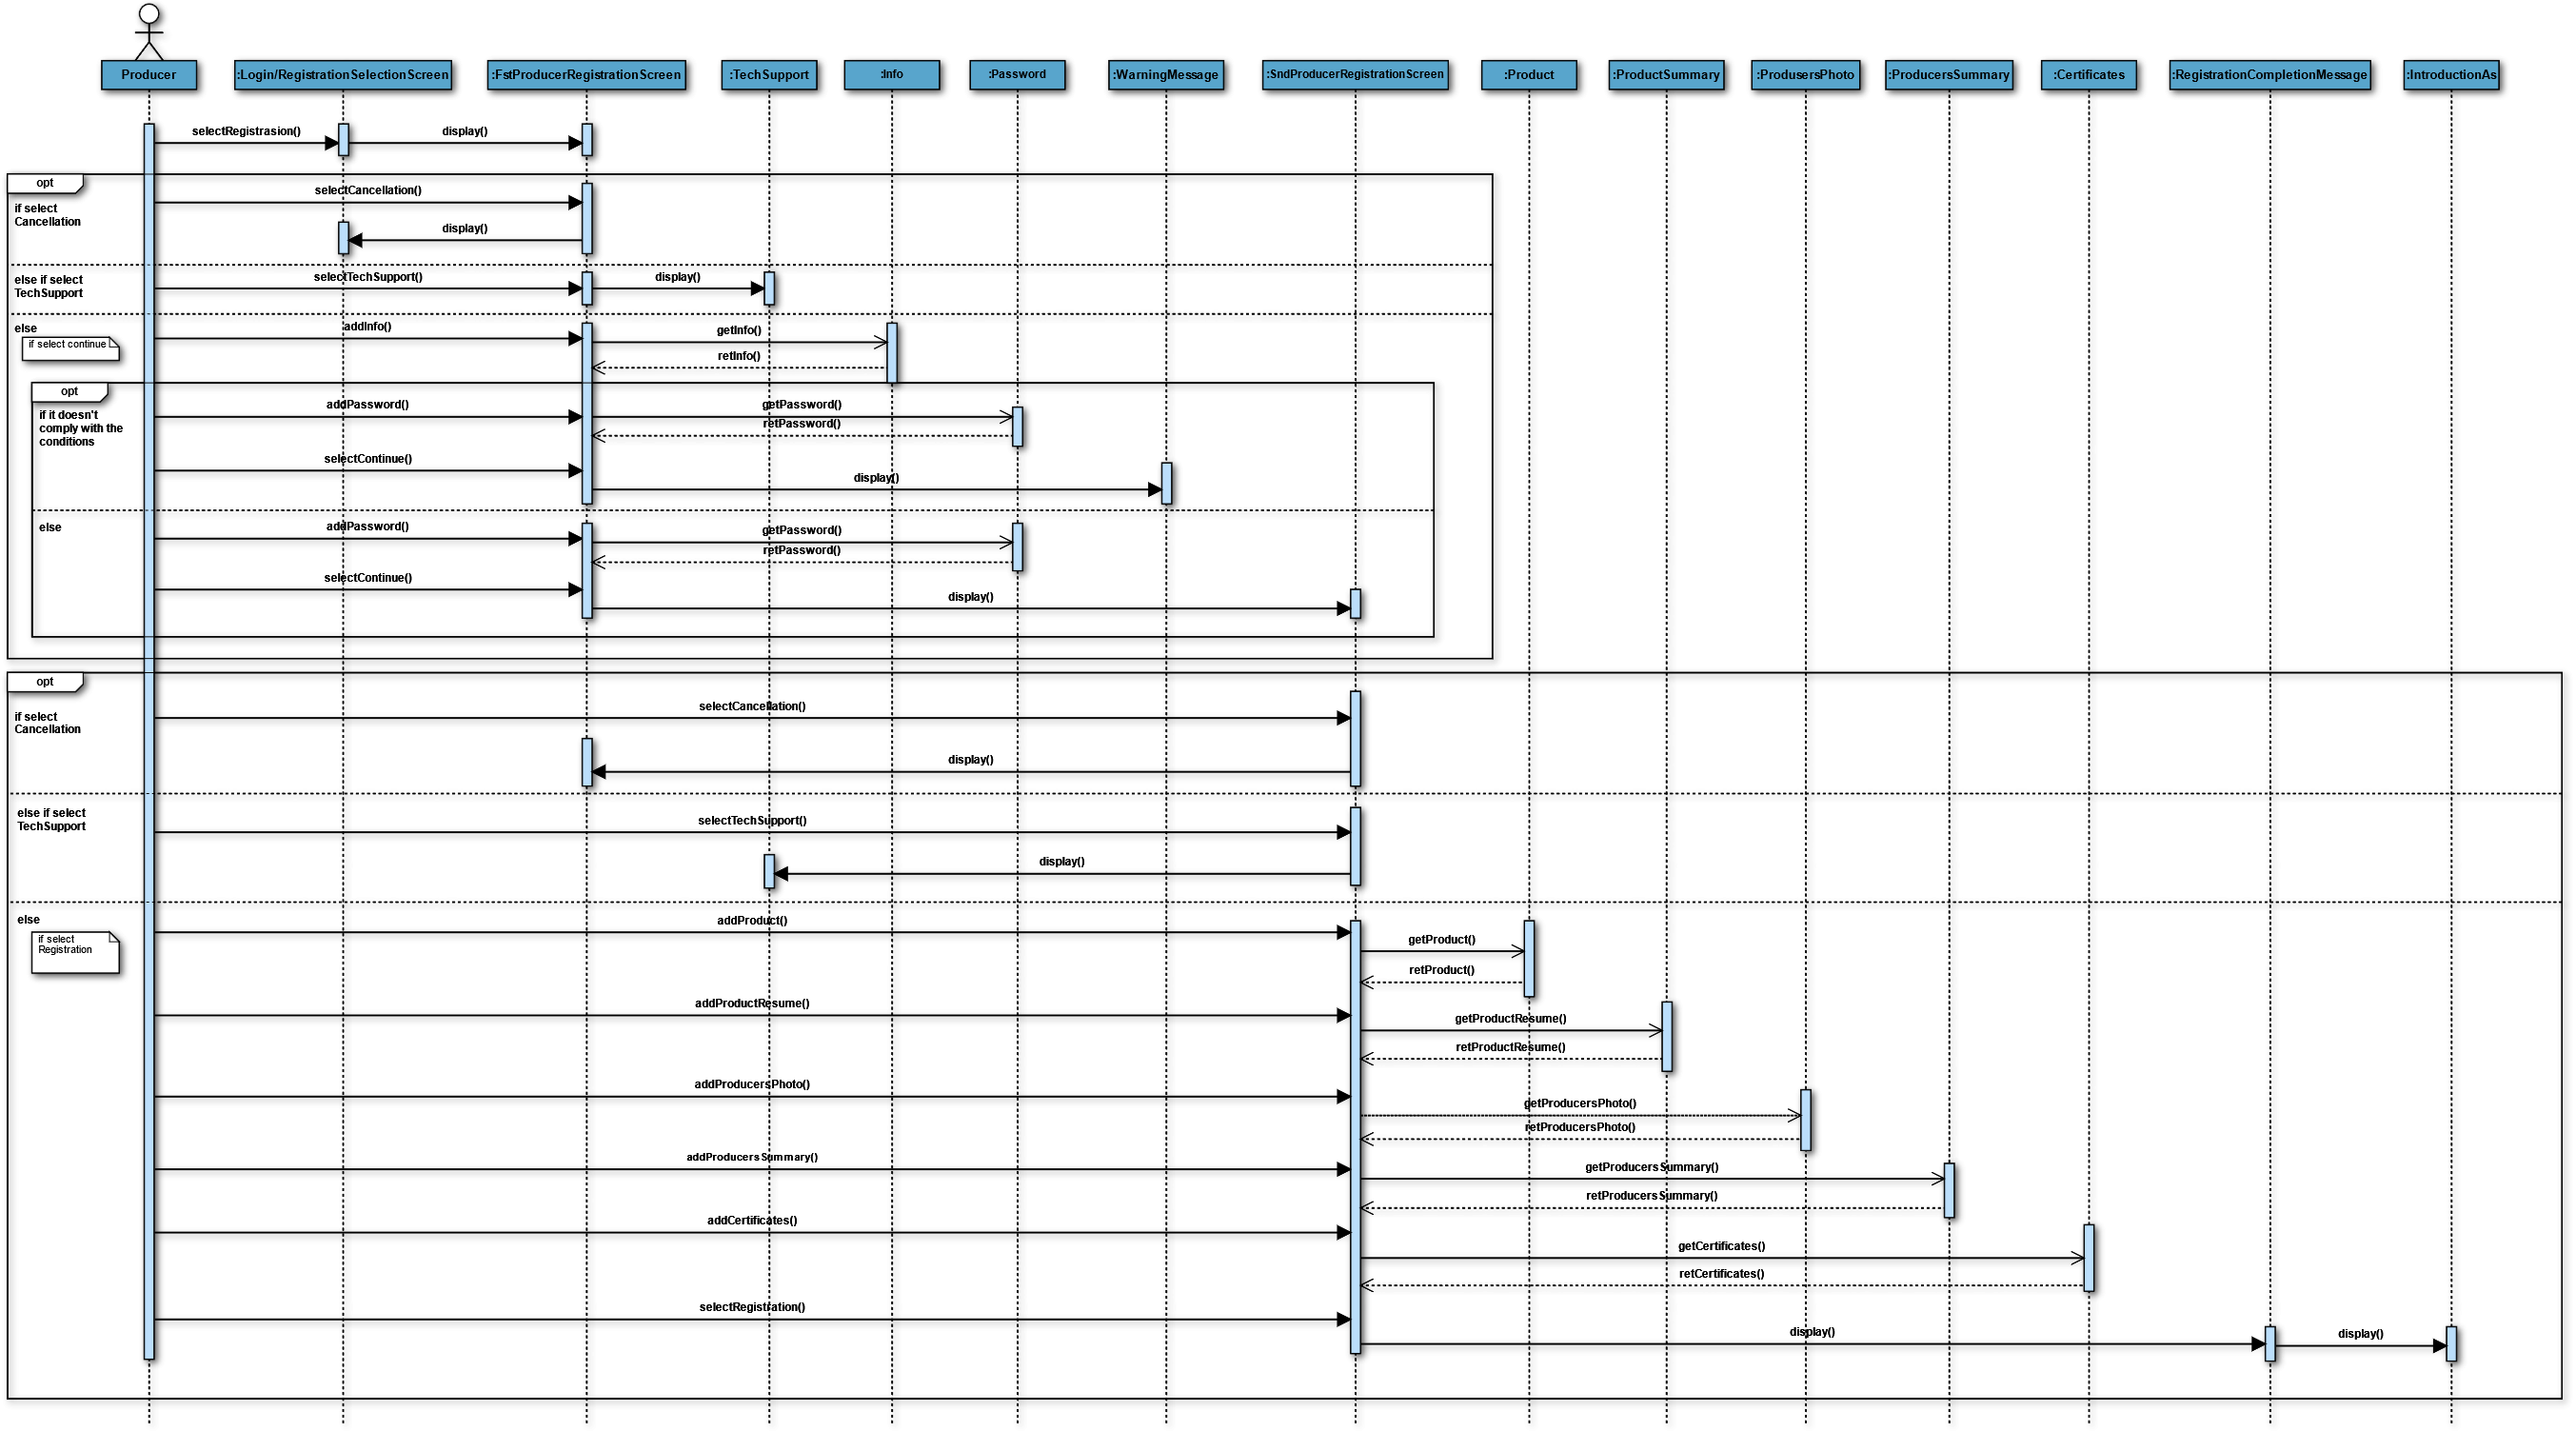 Producer
:Login/RegistrationSelectionScreen
:FstProducerRegistrationScreen
:TechSupport
:Info
:Password
:WarningMessage
:SndProducerRegistrationScreen
:Product
:ProductSummary
:ProdusersPhoto
:ProducersSummary
:Certificates
:RegistrationCompletionMessage
:IntroductionAs
selectRegistrasion()
display()
opt
if select
Cancellation
selectCancellation()
display()
else if select
TechSupport
selectTechSupport()
display()
else
if select continue
addInfo()
getInfo()
retInfo()
opt
if it doesn't
comply with the
conditions
addPassword()
getPassword()
retPassword()
selectContinue()
display()
else
addPassword()
getPassword()
retPassword()
selectContinue()
display()
opt
if select
Cancellation
selectCancellation()
display()
else if select
TechSupport
selectTechSupport()
display()
else
if select
Registration
addProduct()
getProduct()
retProduct()
addProductResume()
getProductResume()
retProductResume()
addProducersPhoto()
getProducersPhoto()
retProducersPhoto()
addProducersSummary()
getProducersSummary()
retProducersSummary()
addCertificates()
getCertificates()
retCertificates()
selectRegistration()
display()
display()